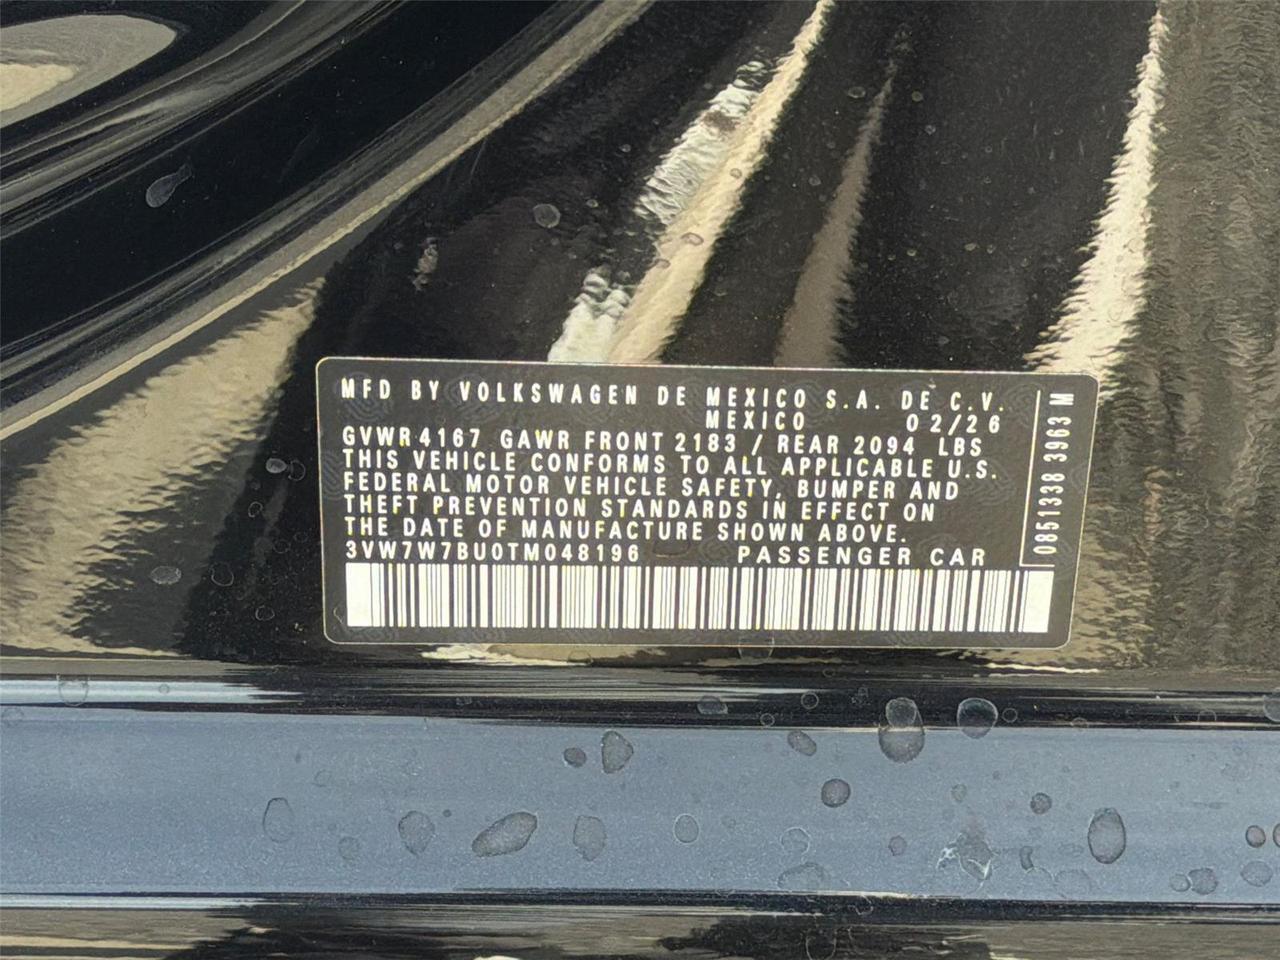 MFD BY VOLKSWAGEN DE MEXICO S.A. DE C.V.
MEXICO 02/26
GVWR 4167 GAWR FRONT 2183 / REAR 2094 LBS
THIS VEHICLE CONFORMS TO ALL APPLICABLE U.S.
FEDERAL MOTOR VEHICLE SAFETY, BUMPER AND
THEFT PREVENTION STANDARDS IN EFFECT ON
THE DATE OF MANUFACTURE SHOWN ABOVE.
3VW7W7BU0TM048196 PASSENGER CAR
0851338 3963 M